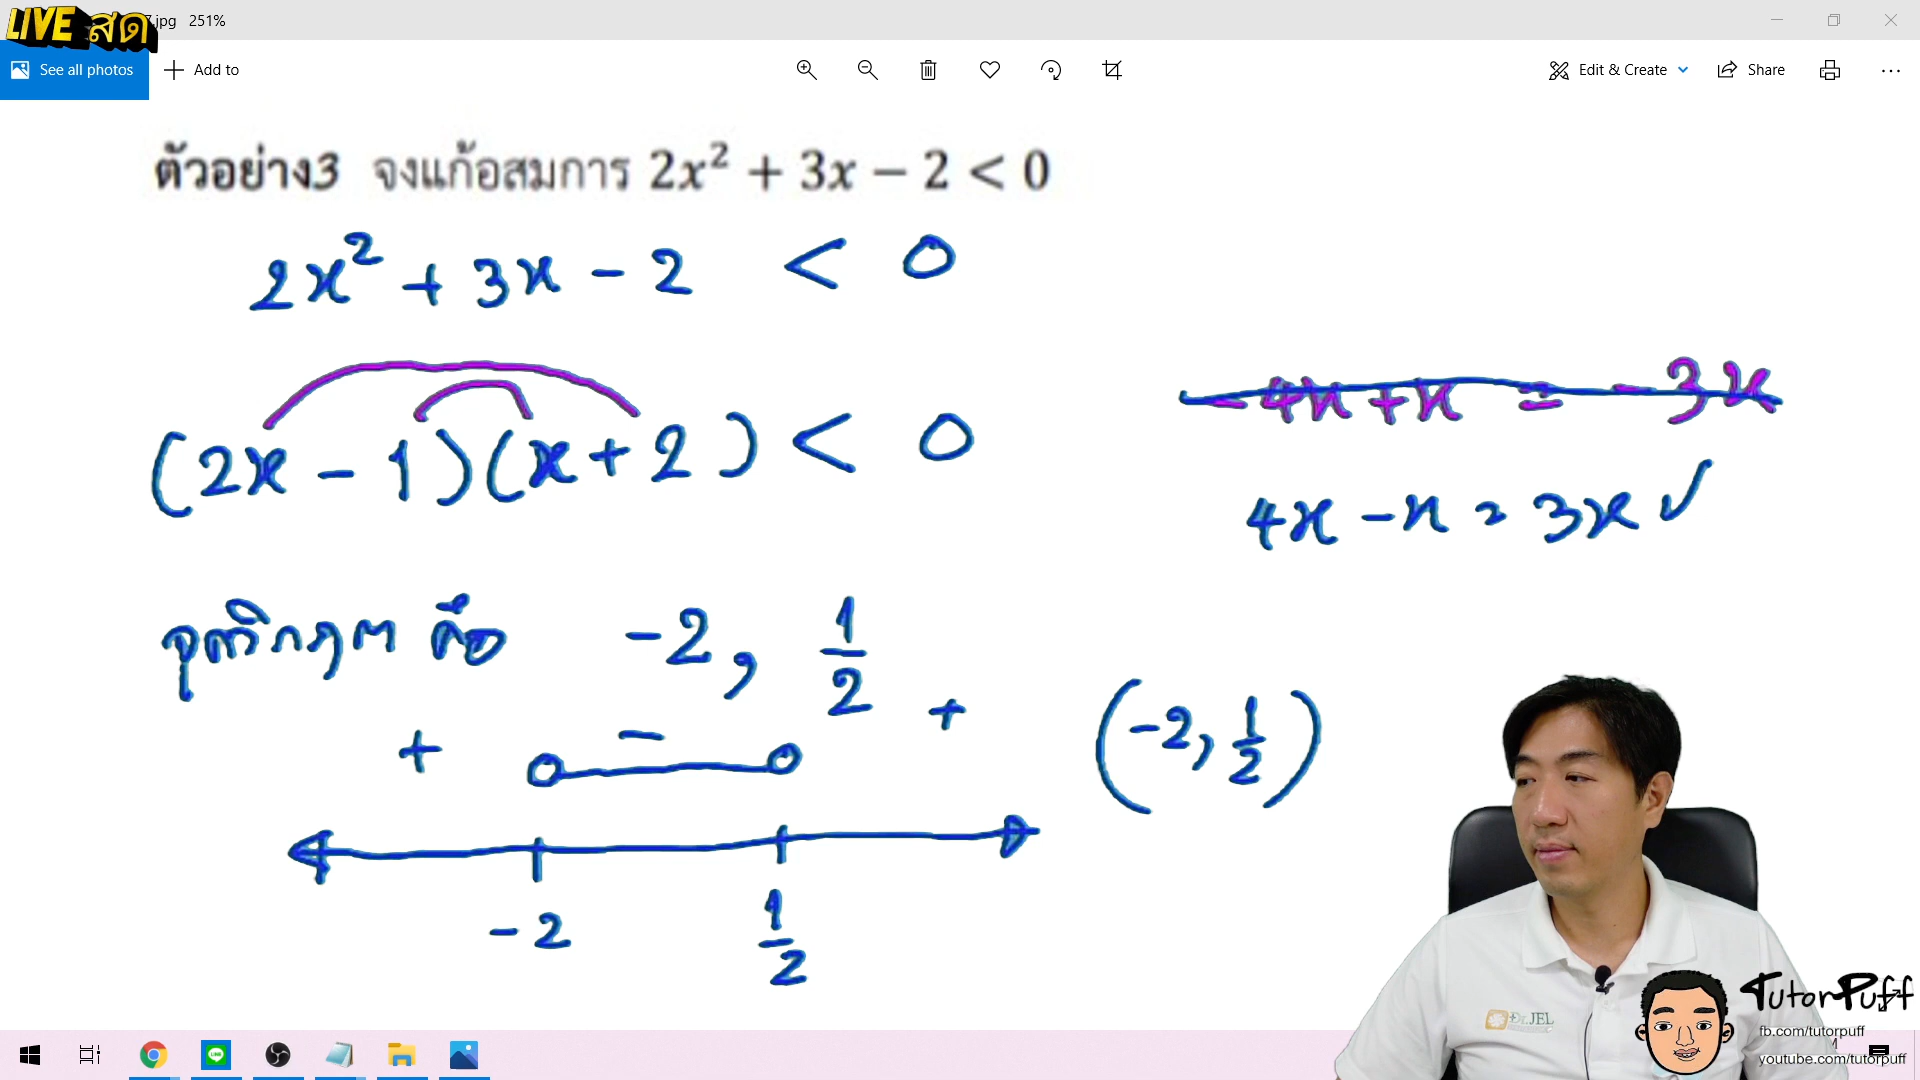 LIVE สด 7.jpg 251%
See all photos Add to Edit & Create Share
ตัวอย่าง3 จงแก้อสมการ 2x² + 3x − 2 < 0
2x² + 3x − 2 < 0
−4x + x = −3x
(2x − 1)(x + 2) < 0
4x − x = 3x ✓
จุดวิกฤต คือ −2, 1/2
+ − +
(−2, 1/2)
−2 1/2
Dr.JEL
TutorPuff
fb.com/tutorpuff
youtube.com/tutorpuff